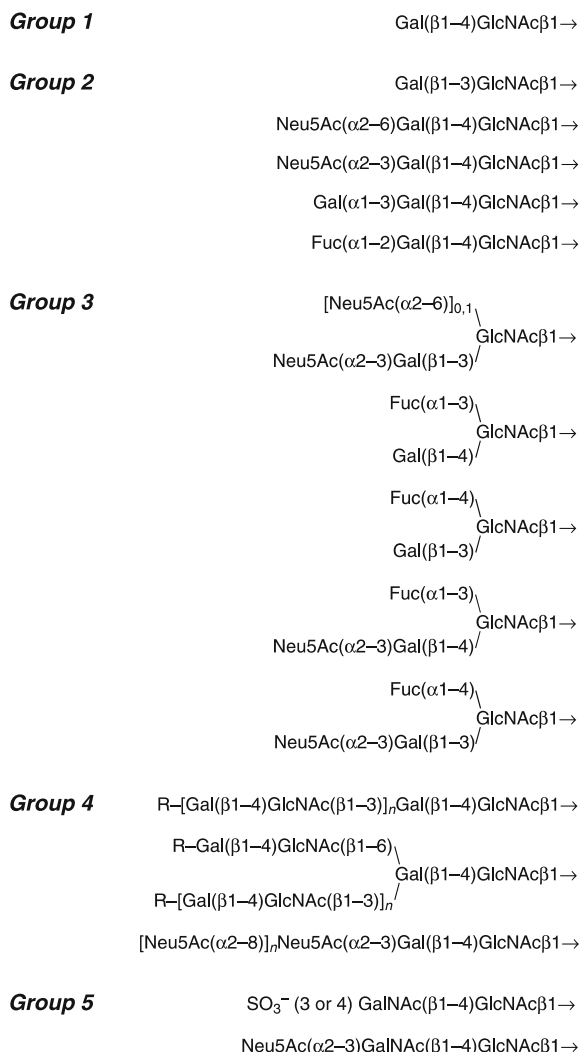 Group 1 Gal(β1–4)GlcNAcβ1→
Group 2 Gal(β1–3)GlcNAcβ1→
Neu5Ac(α2–6)Gal(β1–4)GlcNAcβ1→
Neu5Ac(α2–3)Gal(β1–4)GlcNAcβ1→
Gal(α1–3)Gal(β1–4)GlcNAcβ1→
Fuc(α1–2)Gal(β1–4)GlcNAcβ1→
Group 3 [Neu5Ac(α2–6)]0,1
GlcNAcβ1→
Neu5Ac(α2–3)Gal(β1–3)
Fuc(α1–3)
GlcNAcβ1→
Gal(β1–4)
Fuc(α1–4)
GlcNAcβ1→
Gal(β1–3)
Fuc(α1–3)
GlcNAcβ1→
Neu5Ac(α2–3)Gal(β1–4)
Fuc(α1–4)
GlcNAcβ1→
Neu5Ac(α2–3)Gal(β1–3)
Group 4 R–[Gal(β1–4)GlcNAc(β1–3)]nGal(β1–4)GlcNAcβ1→
R–Gal(β1–4)GlcNAc(β1–6)
Gal(β1–4)GlcNAcβ1→
R–[Gal(β1–4)GlcNAc(β1–3)]n
[Neu5Ac(α2–8)]nNeu5Ac(α2–3)Gal(β1–4)GlcNAcβ1→
Group 5 SO3– (3 or 4) GalNAc(β1–4)GlcNAcβ1→
Neu5Ac(α2–3)GalNAc(β1–4)GlcNAcβ1→